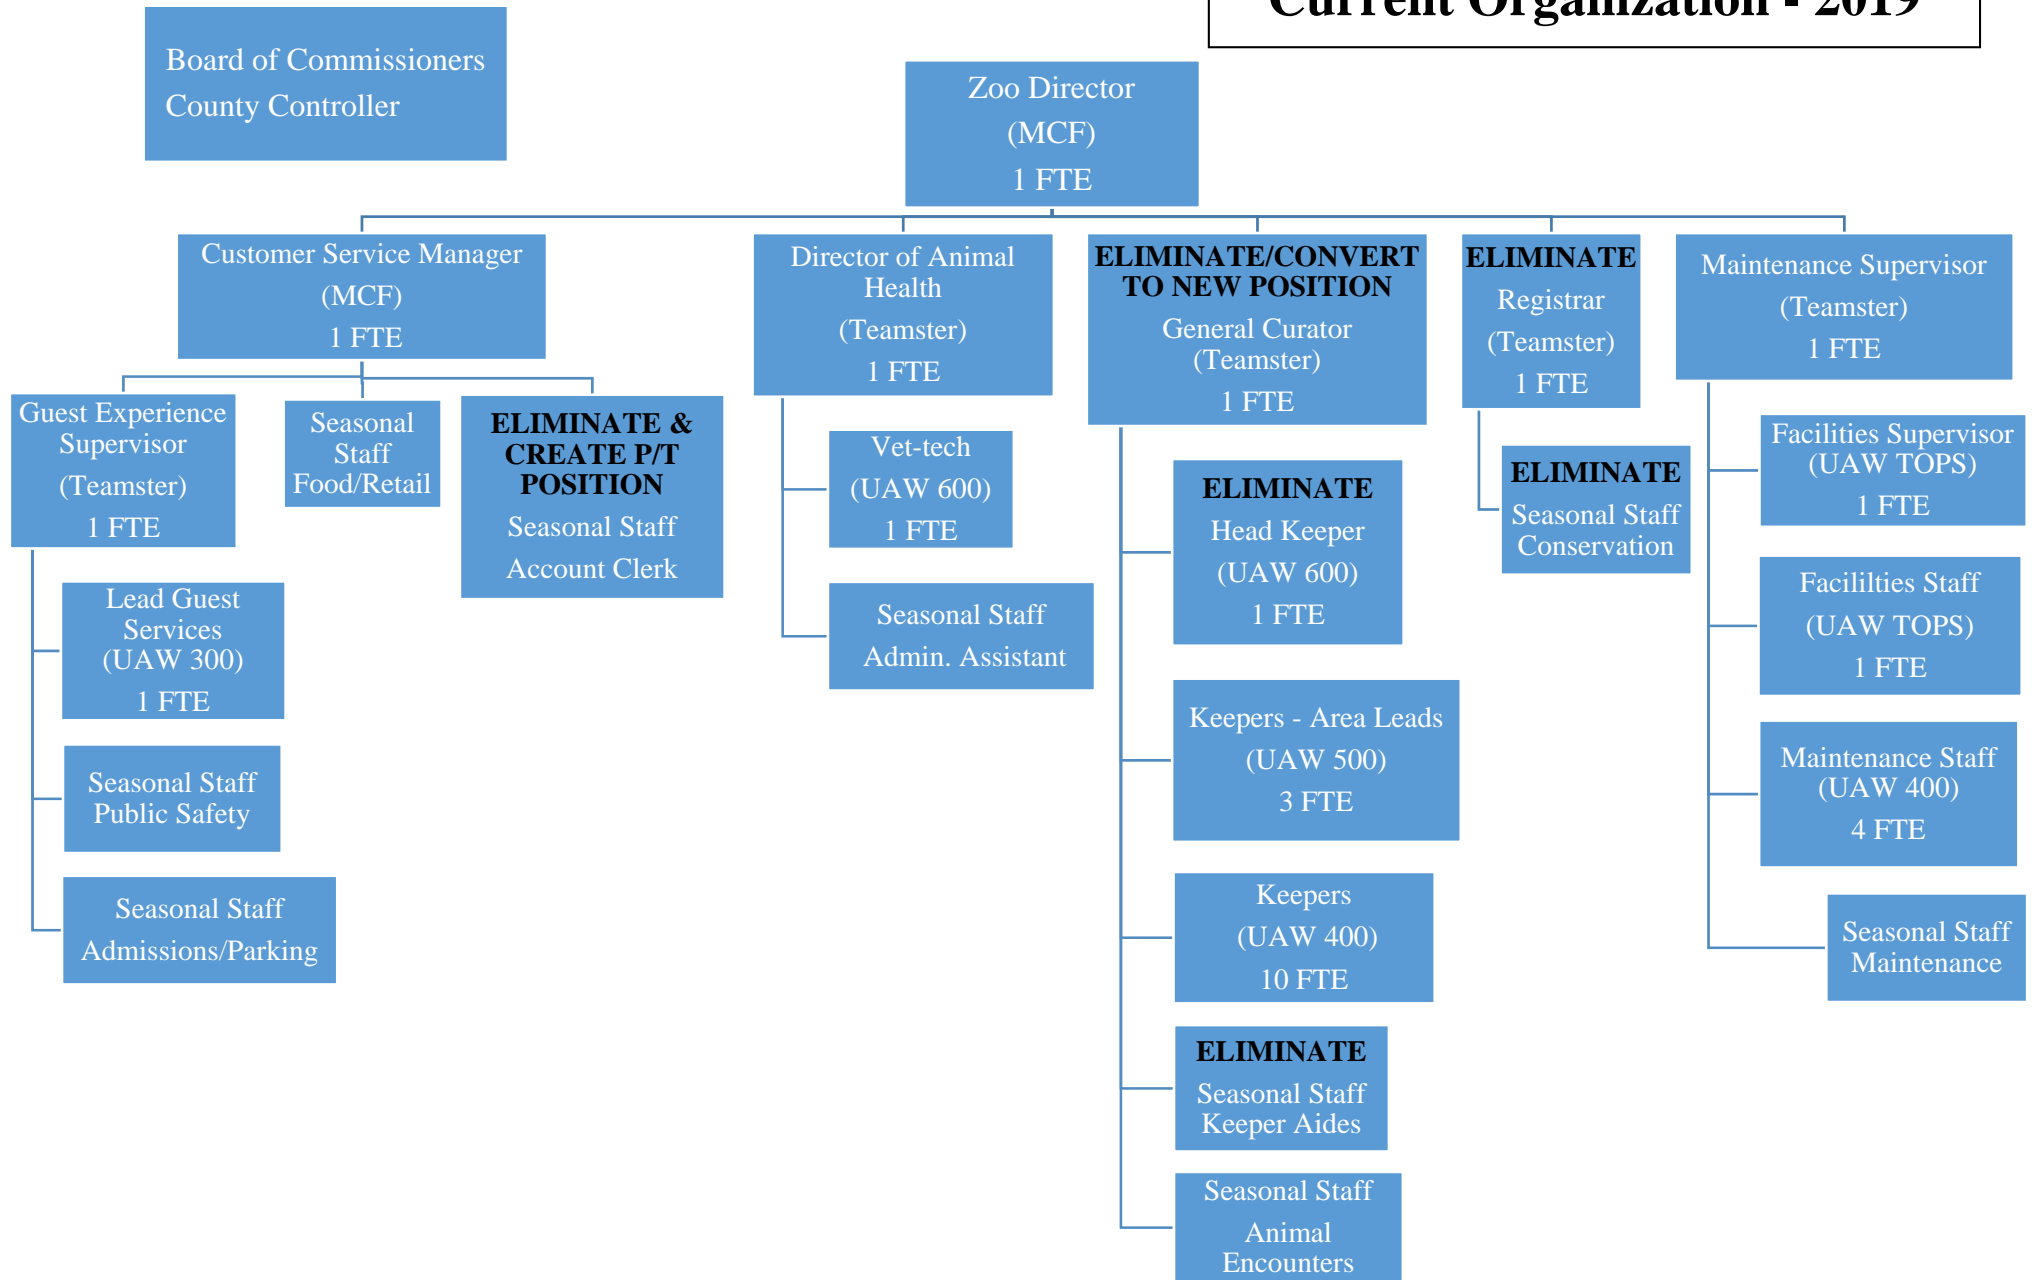 Current Organization - 2019
Board of Commissioners
County Controller
Zoo Director
(MCF)
1 FTE
Customer Service Manager
(MCF)
1 FTE
Guest Experience
Supervisor
(Teamster)
1 FTE
Lead Guest
Services
(UAW 300)
1 FTE
Seasonal Staff
Public Safety
Seasonal Staff
Admissions/Parking
Seasonal
Staff
Food/Retail
ELIMINATE &
CREATE P/T
POSITION
Seasonal Staff
Account Clerk
Director of Animal
Health
(Teamster)
1 FTE
Vet-tech
(UAW 600)
1 FTE
Seasonal Staff
Admin. Assistant
ELIMINATE/CONVERT
TO NEW POSITION
General Curator
(Teamster)
1 FTE
ELIMINATE
Head Keeper
(UAW 600)
1 FTE
Keepers - Area Leads
(UAW 500)
3 FTE
Keepers
(UAW 400)
10 FTE
ELIMINATE
Seasonal Staff
Keeper Aides
Seasonal Staff
Animal
Encounters
ELIMINATE
Registrar
(Teamster)
1 FTE
ELIMINATE
Seasonal Staff
Conservation
Maintenance Supervisor
(Teamster)
1 FTE
Facilities Supervisor
(UAW TOPS)
1 FTE
Facililties Staff
(UAW TOPS)
1 FTE
Maintenance Staff
(UAW 400)
4 FTE
Seasonal Staff
Maintenance